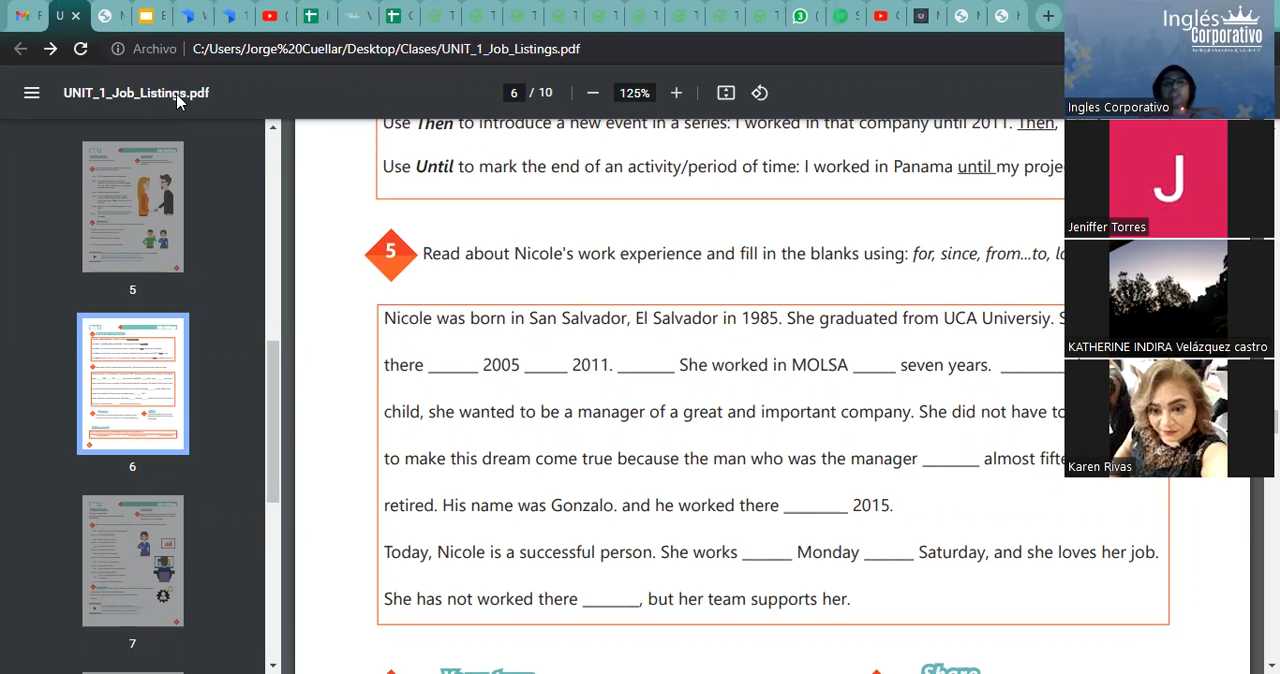 Archivo
C:/Users/Jorge%20Cuellar/Desktop/Clases/UNIT_1_Job_Listings.pdf
UNIT_1_Job_Listings.pdf
6 / 10
125%
Use Then to introduce a new event in a series: I worked in that company until 2011. Then,
Use Until to mark the end of an activity/period of time: I worked in Panama until my proje
5
Read about Nicole's work experience and fill in the blanks using: for, since, from...to, la
Nicole was born in San Salvador, El Salvador in 1985. She graduated from UCA Universiy. S
there ______ 2005 _____ 2011. _______ She worked in MOLSA _____ seven years. ________
child, she wanted to be a manager of a great and important company. She did not have to
to make this dream come true because the man who was the manager _______ almost fifte
retired. His name was Gonzalo. and he worked there ________ 2015.
Today, Nicole is a successful person. She works ______ Monday ______ Saturday, and she loves her job.
She has not worked there _______, but her team supports her.
Share
5
6
7
Inglés
Corporativo
Ingles Corporativo
J
Jeniffer Torres
KATHERINE INDIRA Velázquez castro
Karen Rivas